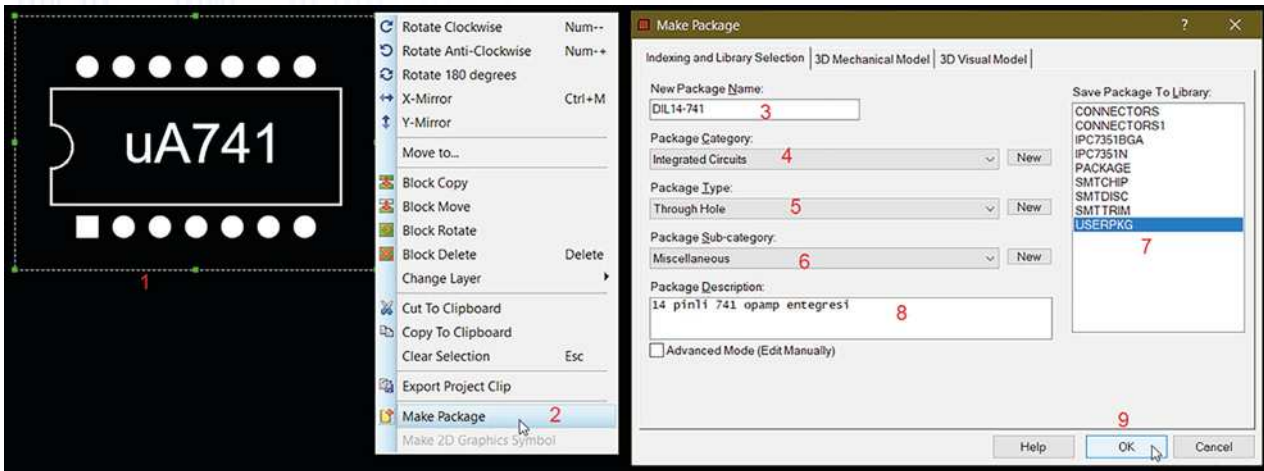 uA741
1
Rotate Clockwise Num--
Rotate Anti-Clockwise Num-+
Rotate 180 degrees
X-Mirror Ctrl+M
Y-Mirror
Move to...
Block Copy
Block Move
Block Rotate
Block Delete Delete
Change Layer
Cut To Clipboard
Copy To Clipboard
Clear Selection Esc
Export Project Clip
Make Package 2
Make 2D Graphics Symbol
Make Package ? ×
Indexing and Library Selection 3D Mechanical Model 3D Visual Model
New Package Name:
DIL14-741 3
Package Category:
Integrated Circuits 4 New
Package Type:
Through Hole 5 New
Package Sub-category:
Miscellaneous 6 New
Package Description:
14 pinli 741 opamp entegresi 8
Advanced Mode (Edit Manually)
Save Package To Library:
CONNECTORS
CONNECTORS1
IPC7351BGA
IPC7351N
PACKAGE
SMTCHIP
SMTDISC
SMTTRIM
USERPKG
7
9
Help OK Cancel